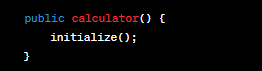 public calculator() {
    initialize();
}